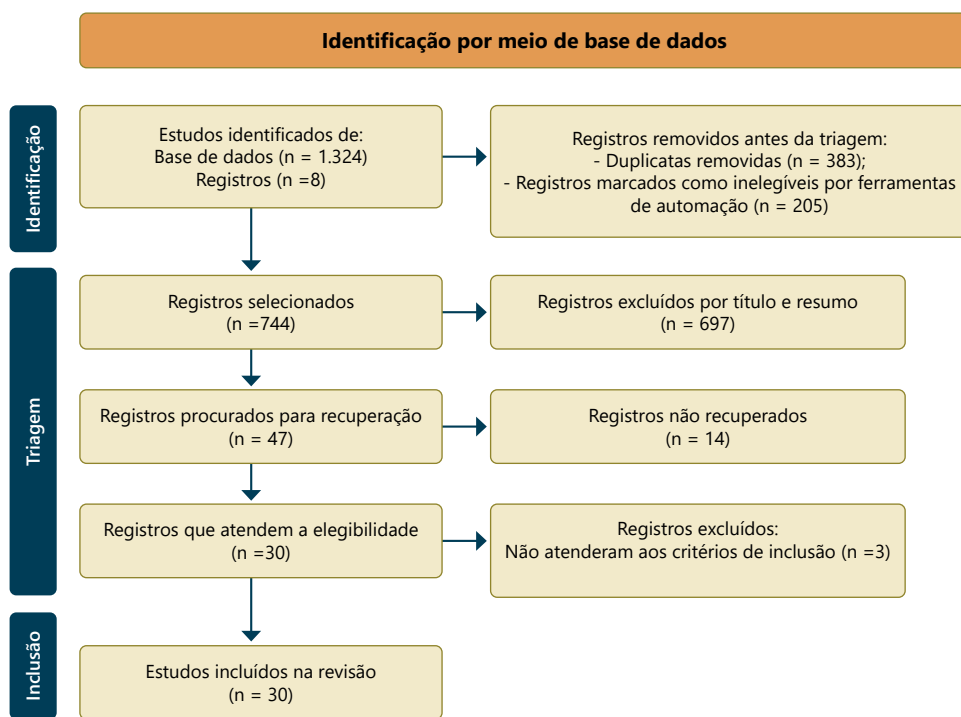 Identificação por meio de base de dados
Identificação
Estudos identificados de:
Base de dados (n = 1.324)
Registros (n =8)
Registros removidos antes da triagem:
- Duplicatas removidas (n = 383);
- Registros marcados como inelegíveis por ferramentas
de automação (n = 205)
Triagem
Registros selecionados
(n =744)
Registros excluídos por título e resumo
(n = 697)
Registros procurados para recuperação
(n = 47)
Registros não recuperados
(n = 14)
Registros que atendem a elegibilidade
(n =30)
Registros excluídos:
Não atenderam aos critérios de inclusão (n =3)
Inclusão
Estudos incluídos na revisão
(n = 30)